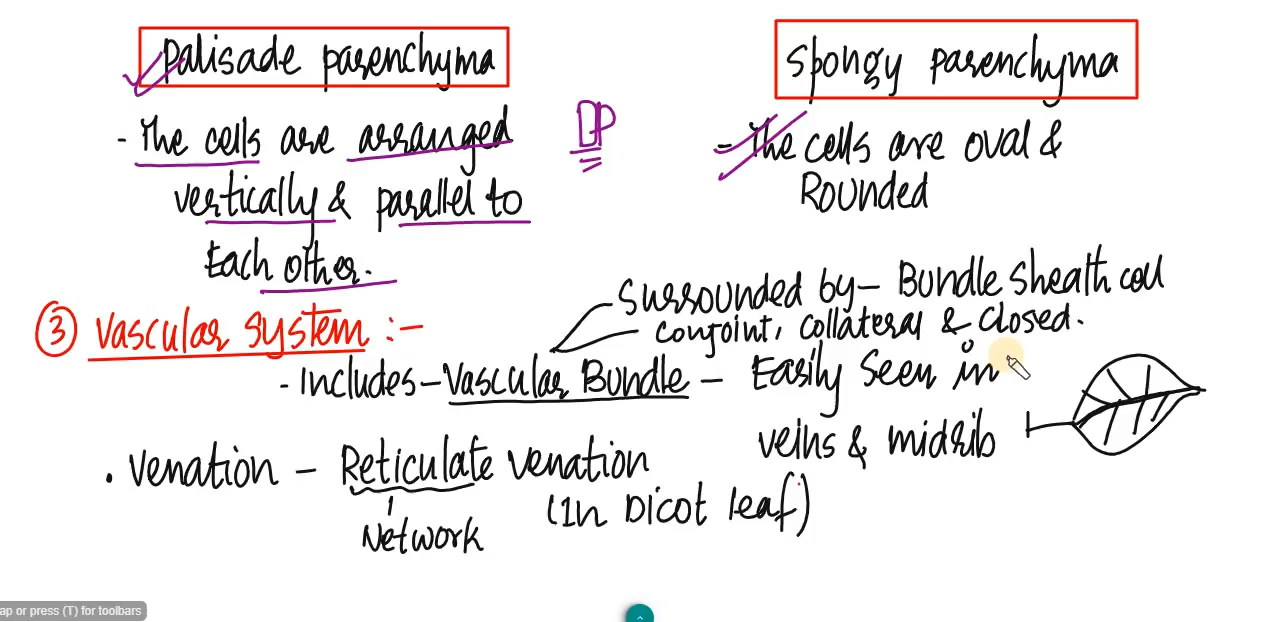 Palisade parenchyma
- The cells are arranged
vertically & parallel to
Each other.
DP
Spongy parenchyma
- The cells are oval &
Rounded
③ Vascular system :-
Surrounded by - Bundle sheath cell
conjoint, collateral & closed.
- Includes - Vascular Bundle - Easily seen in
veins & midrib
. Venation - Reticulate venation
(In Dicot leaf)
Network
ap or press (T) for toolbars